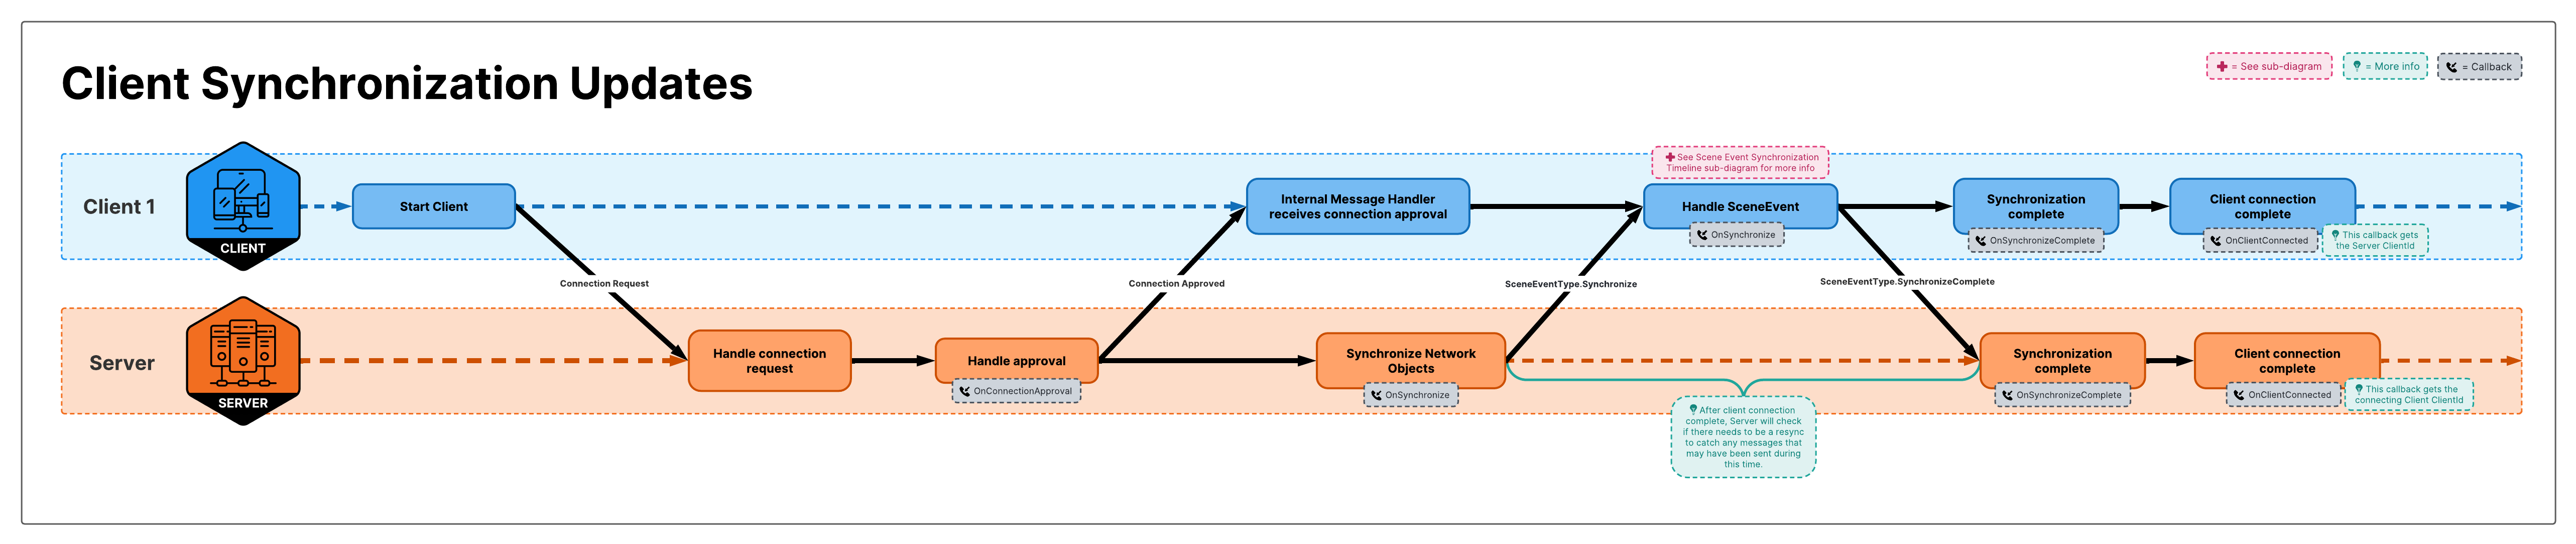 Client Synchronization Updates
= See sub-diagram
= More info
= Callback
Client 1
CLIENT
Start Client
Internal Message Handler
receives connection approval
See Scene Event Synchronization
Timeline sub-diagram for more info
Handle SceneEvent
OnSynchronize
Synchronization
complete
OnSynchronizeComplete
Client connection
complete
OnClientConnected
This callback gets
the Server ClientId
Connection Request
Connection Approved
SceneEventType.Synchronize
SceneEventType.SynchronizeComplete
Server
SERVER
Handle connection
request
Handle approval
OnConnectionApproval
Synchronize Network
Objects
OnSynchronize
After client connection
complete, Server will check
if there needs to be a resync
to catch any messages that
may have been sent during
this time.
Synchronization
complete
OnSynchronizeComplete
Client connection
complete
OnClientConnected
This callback gets the
connecting Client ClientId